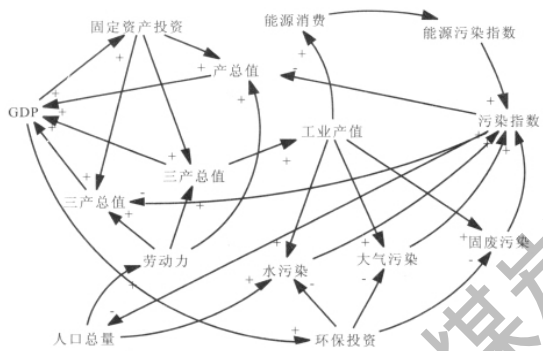 能源消费
固定资产投资
能源污染指数
产总值
GDP
污染指数
工业产值
三产总值
三产总值
固废污染
劳动力
水污染
大气污染
人口总量
环保投资
煤炭